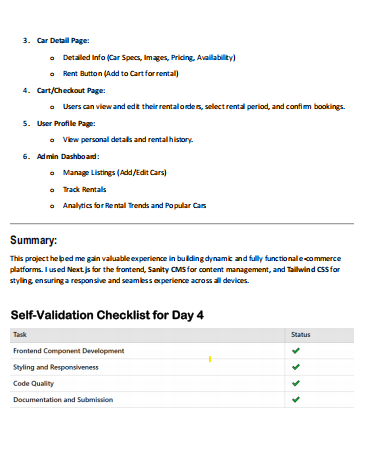 3. Car Detail Page:
o Detailed Info (Car Specs, Images, Pricing, Availability)
o Rent Button (Add to Cart for rental)
4. Cart/Checkout Page:
o Users can view and edit their rental orders, select rental period, and confirm bookings.
5. User Profile Page:
o View personal details and rental history.
6. Admin Dashboard:
o Manage Listings (Add/Edit Cars)
o Track Rentals
o Analytics for Rental Trends and Popular Cars
Summary:
This project helped me gain valuable experience in building dynamic and fully functional e-commerce
platforms. I used Next.js for the frontend, Sanity CMS for content management, and Tailwind CSS for
styling, ensuring a responsive and seamless experience across all devices.
Self-Validation Checklist for Day 4
Task Status
Frontend Component Development ✔
Styling and Responsiveness ✔
Code Quality ✔
Documentation and Submission ✔